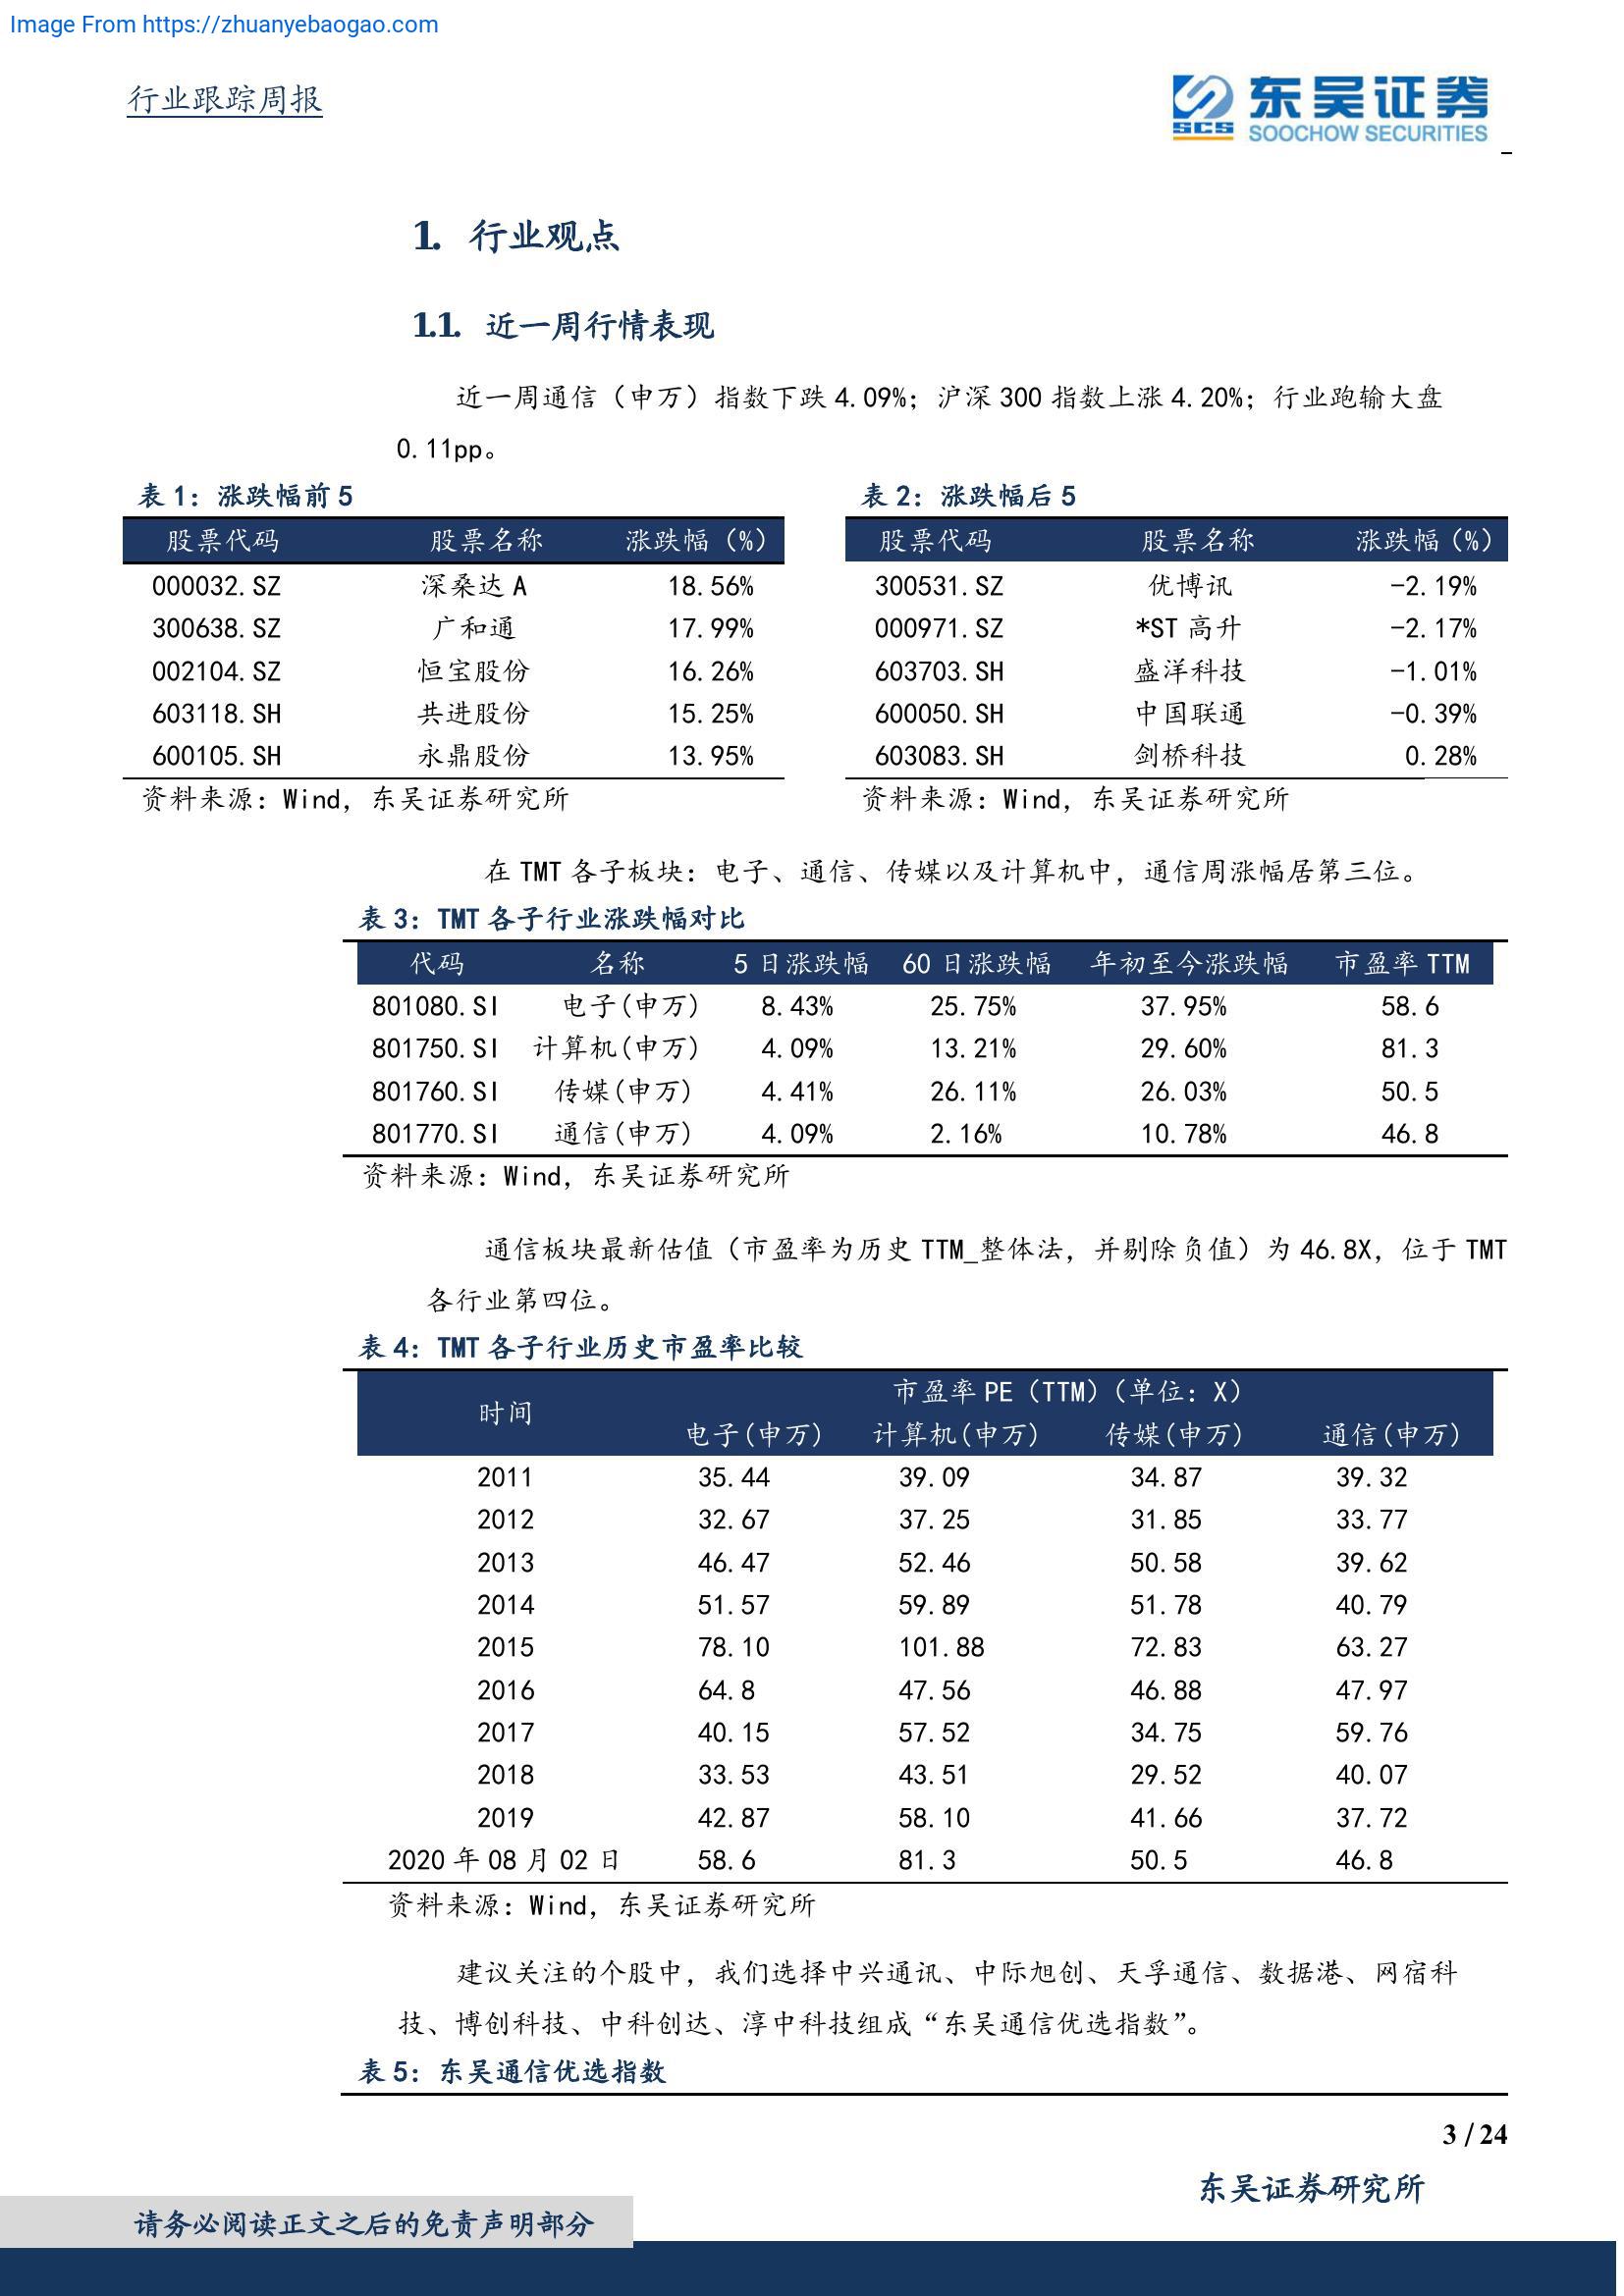 Image From https://zhuanyebaogao.com
行业跟踪周报
SCS 东吴证券
SOOCHOW SECURITIES
1. 行业观点
1.1. 近一周行情表现
近一周通信（申万）指数下跌 4.09%；沪深 300 指数上涨 4.20%；行业跑输大盘
0.11pp。
表 1：涨跌幅前 5
股票代码 股票名称 涨跌幅（%）
000032.SZ 深桑达 A 18.56%
300638.SZ 广和通 17.99%
002104.SZ 恒宝股份 16.26%
603118.SH 共进股份 15.25%
600105.SH 永鼎股份 13.95%
资料来源：Wind，东吴证券研究所
表 2：涨跌幅后 5
股票代码 股票名称 涨跌幅（%）
300531.SZ 优博讯 -2.19%
000971.SZ *ST 高升 -2.17%
603703.SH 盛洋科技 -1.01%
600050.SH 中国联通 -0.39%
603083.SH 剑桥科技 0.28%
资料来源：Wind，东吴证券研究所
在 TMT 各子板块：电子、通信、传媒以及计算机中，通信周涨幅居第三位。
表 3：TMT 各子行业涨跌幅对比
代码 名称 5 日涨跌幅 60 日涨跌幅 年初至今涨跌幅 市盈率 TTM
801080.SI 电子(申万) 8.43% 25.75% 37.95% 58.6
801750.SI 计算机(申万) 4.09% 13.21% 29.60% 81.3
801760.SI 传媒(申万) 4.41% 26.11% 26.03% 50.5
801770.SI 通信(申万) 4.09% 2.16% 10.78% 46.8
资料来源：Wind，东吴证券研究所
通信板块最新估值（市盈率为历史 TTM_整体法，并剔除负值）为 46.8X，位于 TMT
各行业第四位。
表 4：TMT 各子行业历史市盈率比较
时间 市盈率 PE（TTM）（单位：X）
电子(申万) 计算机(申万) 传媒(申万) 通信(申万)
2011 35.44 39.09 34.87 39.32
2012 32.67 37.25 31.85 33.77
2013 46.47 52.46 50.58 39.62
2014 51.57 59.89 51.78 40.79
2015 78.10 101.88 72.83 63.27
2016 64.8 47.56 46.88 47.97
2017 40.15 57.52 34.75 59.76
2018 33.53 43.51 29.52 40.07
2019 42.87 58.10 41.66 37.72
2020 年 08 月 02 日 58.6 81.3 50.5 46.8
资料来源：Wind，东吴证券研究所
建议关注的个股中，我们选择中兴通讯、中际旭创、天孚通信、数据港、网宿科
技、博创科技、中科创达、淳中科技组成“东吴通信优选指数”。
表 5：东吴通信优选指数
3 / 24
东吴证券研究所
请务必阅读正文之后的免责声明部分